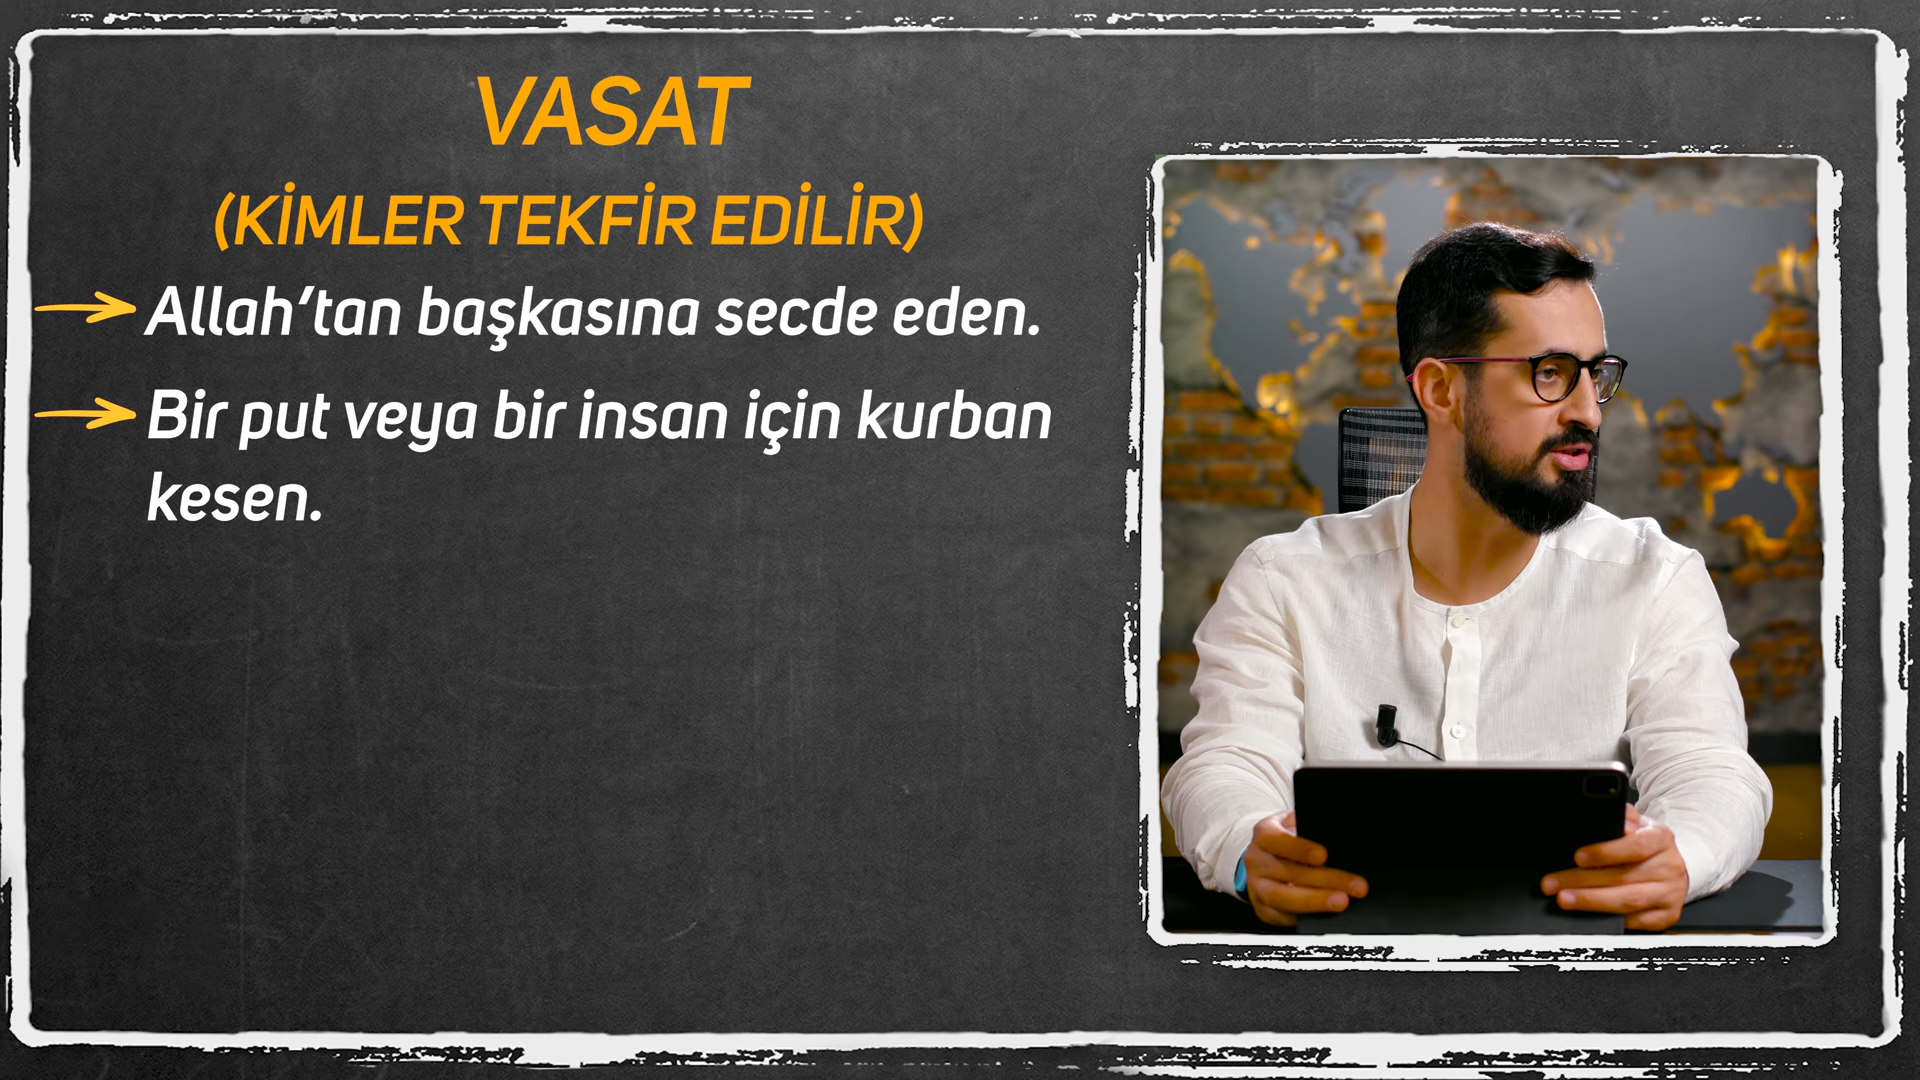 VASAT
(KİMLER TEKFİR EDİLİR)
Allah’tan başkasına secde eden.
Bir put veya bir insan için kurban
kesen.